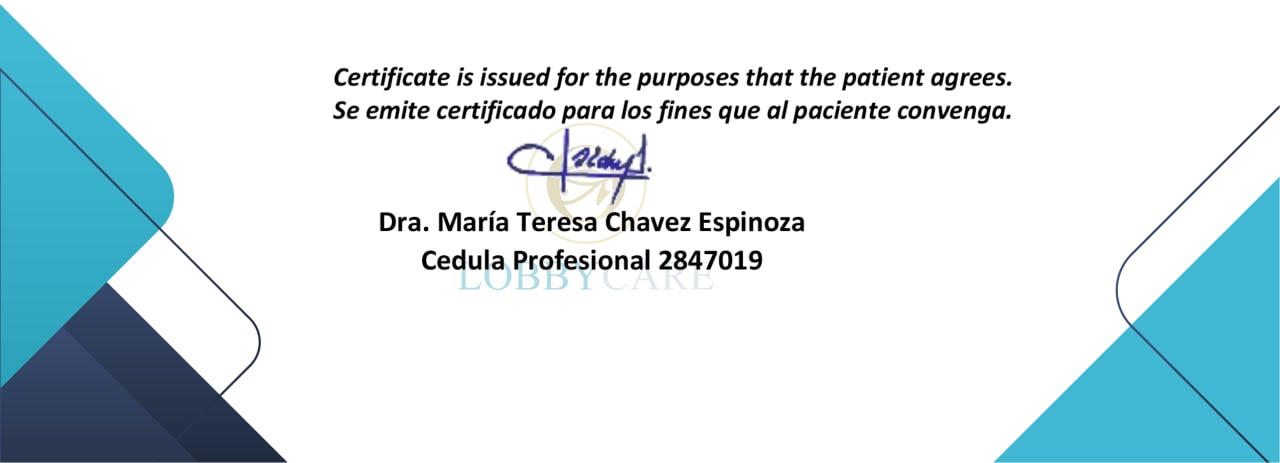 Certificate is issued for the purposes that the patient agrees.
Se emite certificado para los fines que al paciente convenga.
Dra. María Teresa Chavez Espinoza
Cedula Profesional 2847019
LOBBYCARE